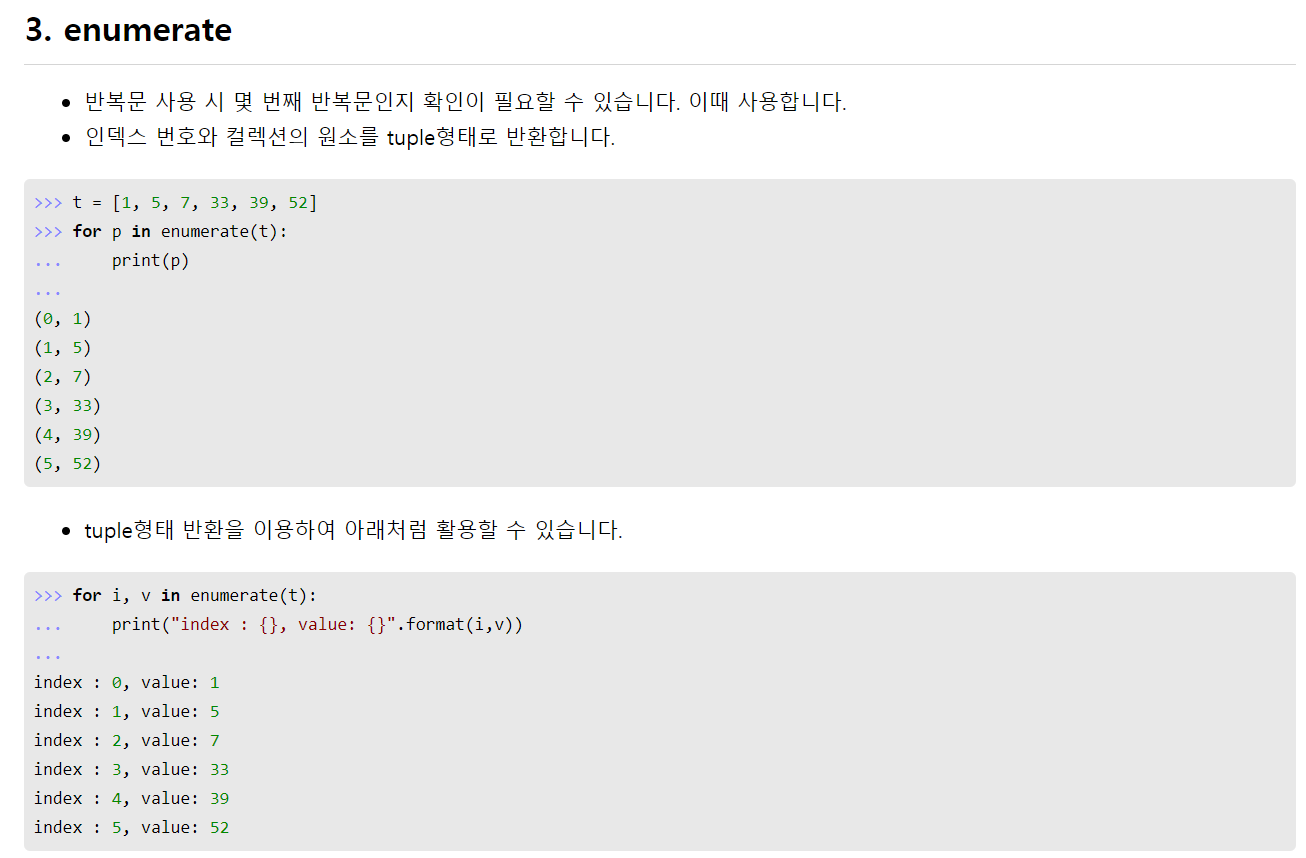 3. enumerate
반복문 사용 시 몇 번째 반복문인지 확인이 필요할 수 있습니다. 이때 사용합니다.
인덱스 번호와 컬렉션의 원소를 tuple형태로 반환합니다.
>>> t = [1, 5, 7, 33, 39, 52]
>>> for p in enumerate(t):
...     print(p)
...
(0, 1)
(1, 5)
(2, 7)
(3, 33)
(4, 39)
(5, 52)
tuple형태 반환을 이용하여 아래처럼 활용할 수 있습니다.
>>> for i, v in enumerate(t):
...     print("index : {}, value: {}".format(i,v))
...
index : 0, value: 1
index : 1, value: 5
index : 2, value: 7
index : 3, value: 33
index : 4, value: 39
index : 5, value: 52